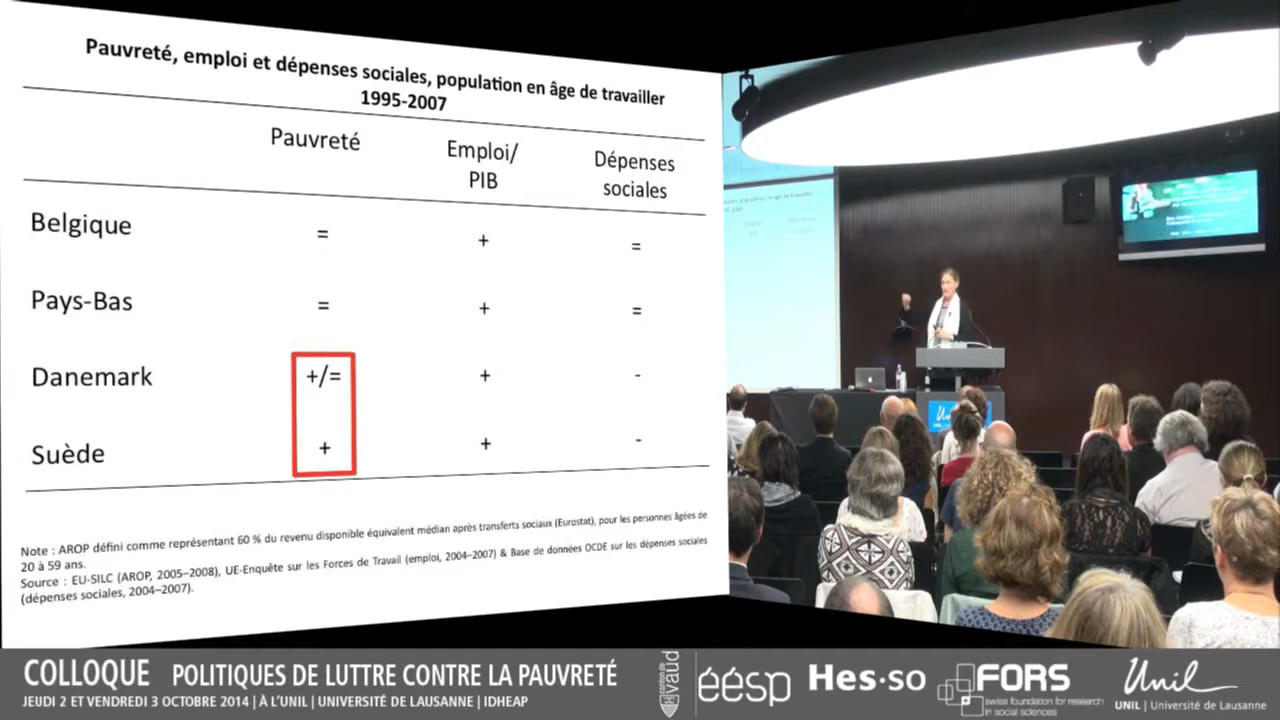 Pauvreté, emploi et dépenses sociales, population en âge de travailler
1995-2007
Pauvreté
Emploi/
PIB
Dépenses
sociales
Belgique = + =
Pays-Bas = + =
Danemark +/= + -
Suède + + -
Note : AROP défini comme représentant 60 % du revenu disponible équivalent médian après transferts sociaux (Eurostat), pour les personnes âgées de
20 à 59 ans.
Source : EU-SILC (AROP, 2005–2008), UE-Enquête sur les Forces de Travail (emploi, 2004–2007) & Base de données OCDE sur les dépenses sociales
(dépenses sociales, 2004–2007).
COLLOQUE POLITIQUES DE LUTTRE CONTRE LA PAUVRETÉ
JEUDI 2 ET VENDREDI 3 OCTOBRE 2014 | À L'UNIL | UNIVERSITÉ DE LAUSANNE | IDHEAP
canton de
vaud
éésp
Hes·so
FORS
swiss foundation for research
in social sciences
Unil
UNIL | Université de Lausanne